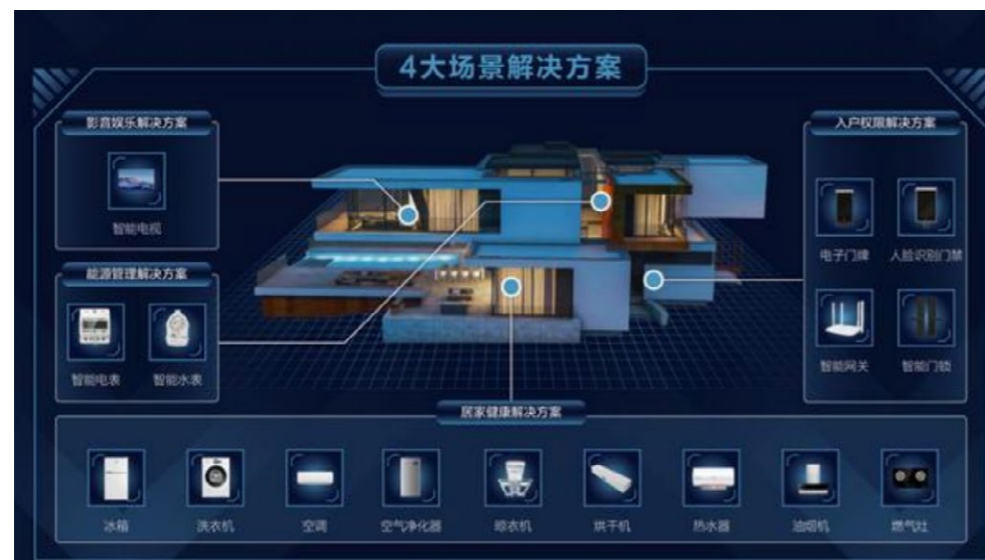 4大场景解决方案
影音娱乐解决方案
智能电视
能源管理解决方案
智能电表 智能水表
入户权限解决方案
电子门牌 人脸识别门禁
智能网关 智能门锁
居家健康解决方案
冰箱 洗衣机 空调 空气净化器 晾衣机 烘干机 热水器 油烟机 燃气灶